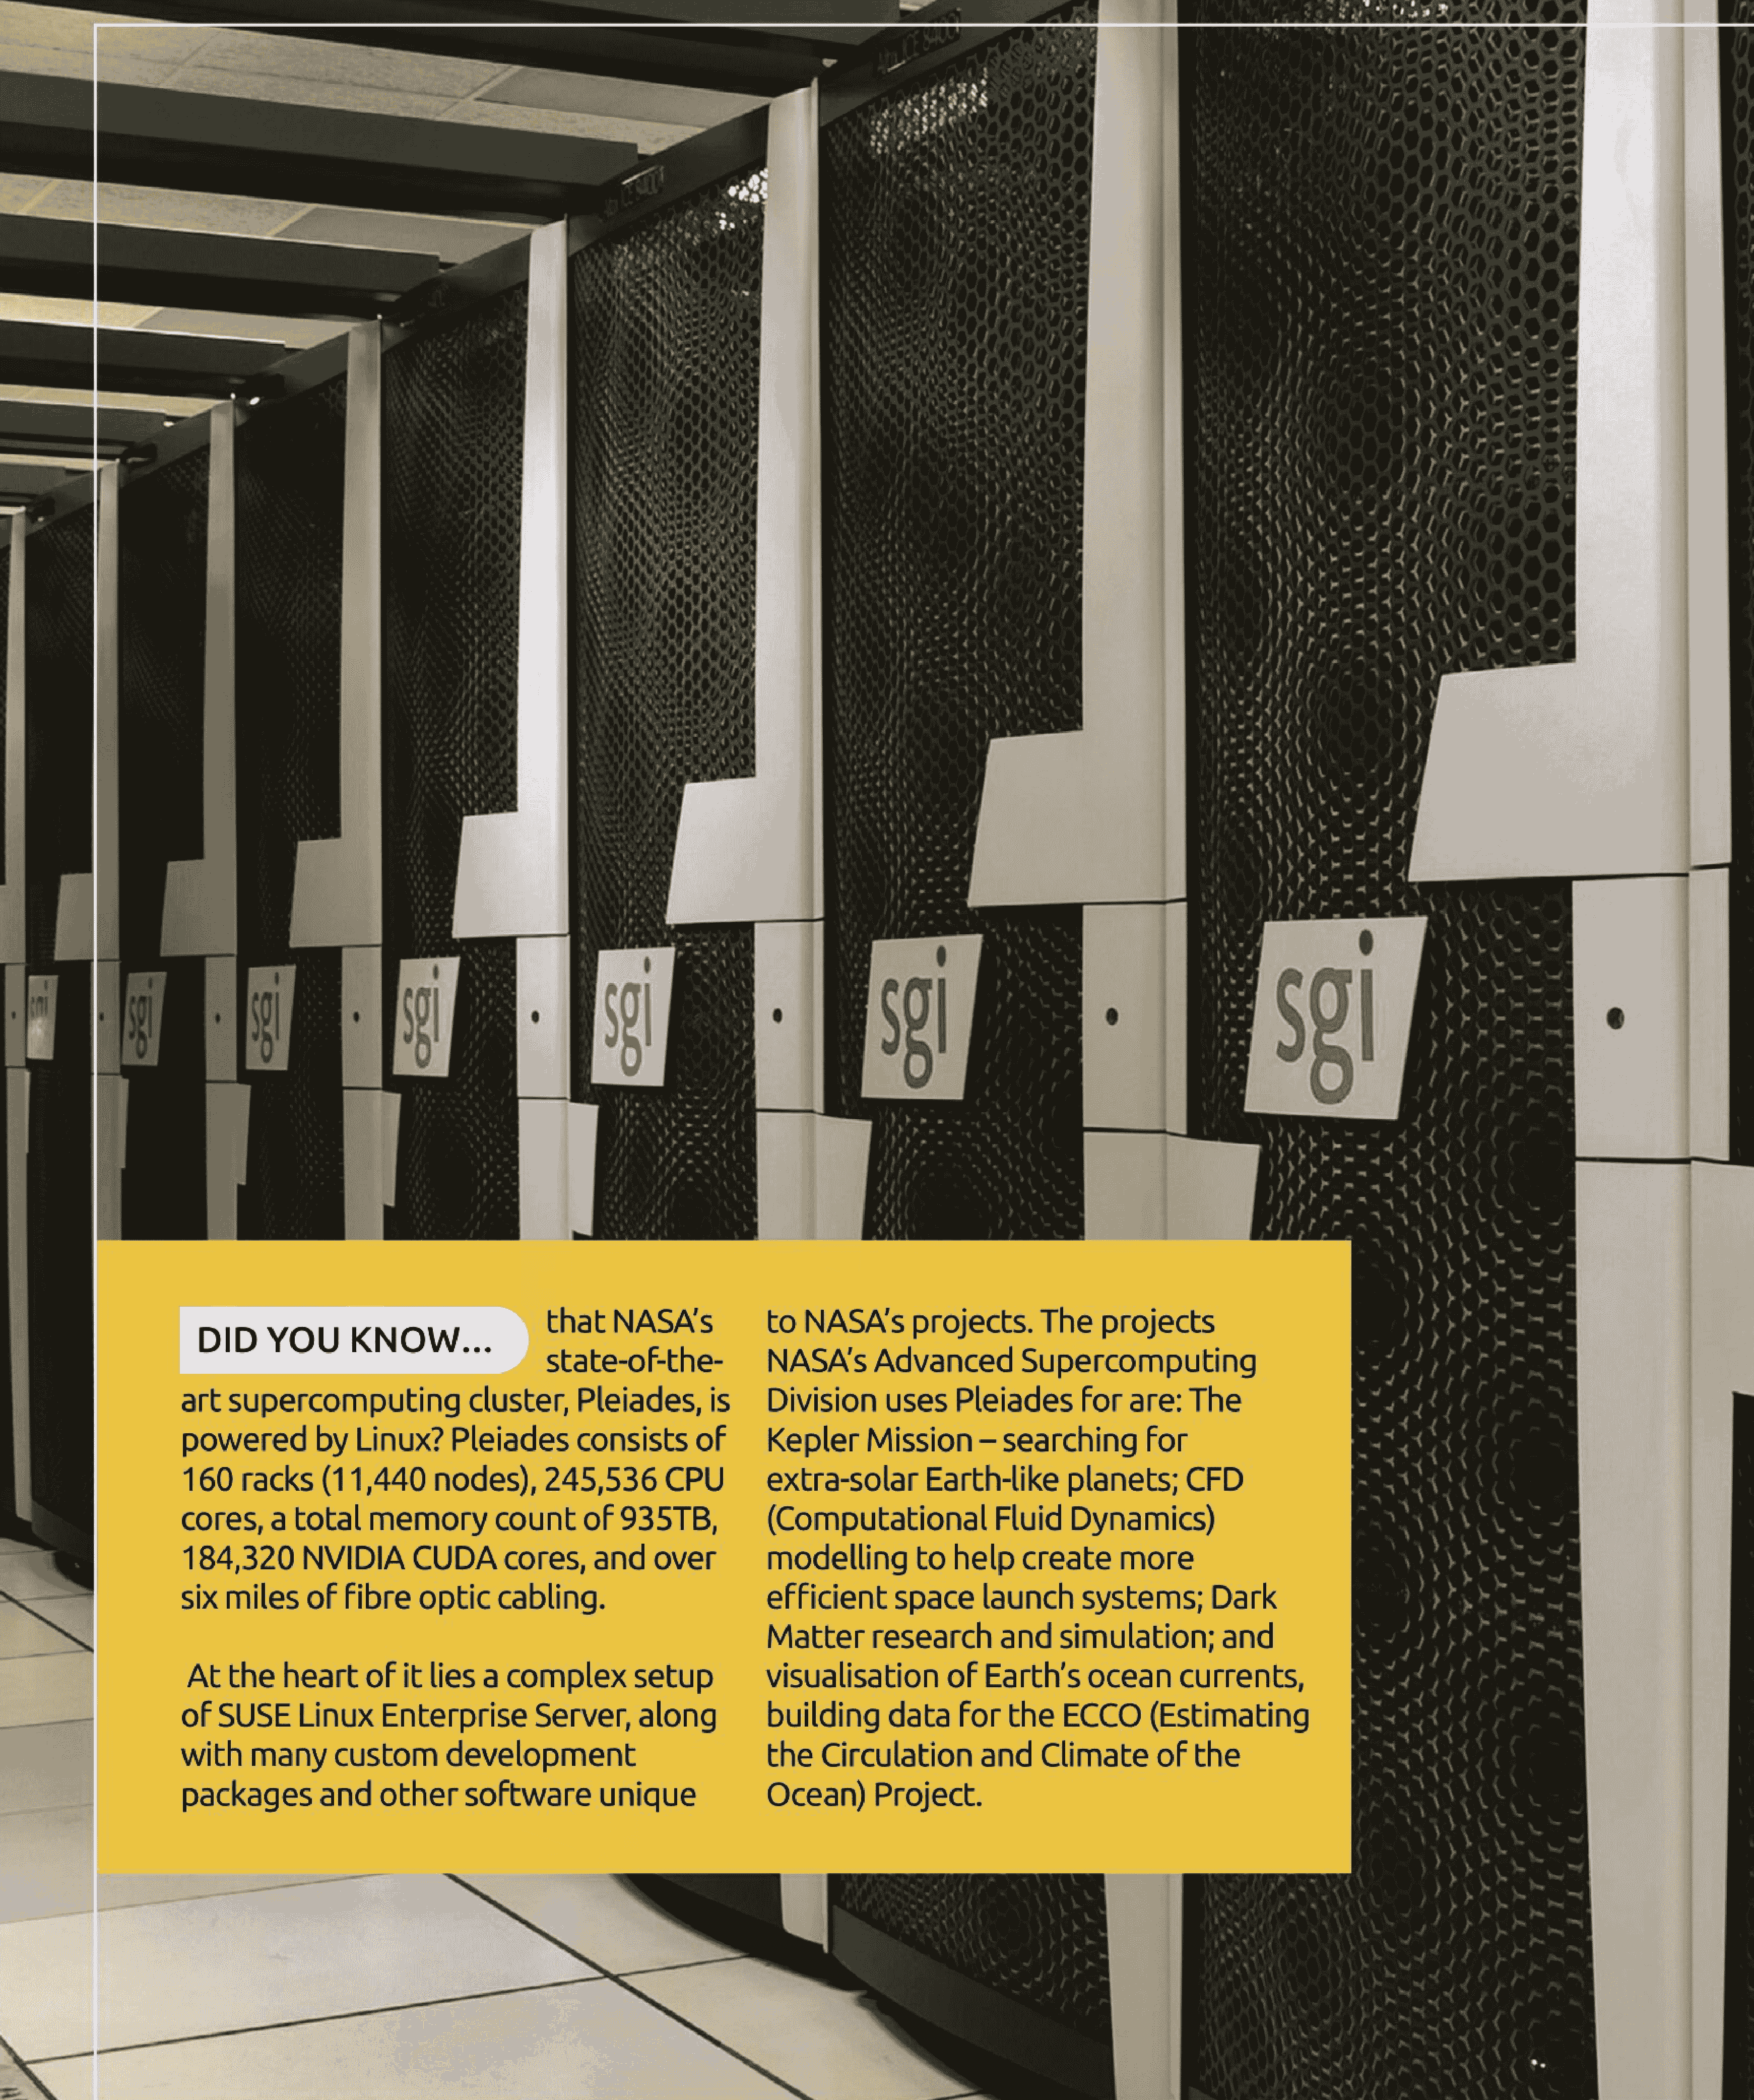 sgi
sgi
sgi
sgi
sgi
sgi
sgi
DID YOU KNOW...
that NASA's
state-of-the-
art supercomputing cluster, Pleiades, is
powered by Linux? Pleiades consists of
160 racks (11,440 nodes), 245,536 CPU
cores, a total memory count of 935TB,
184,320 NVIDIA CUDA cores, and over
six miles of fibre optic cabling.
At the heart of it lies a complex setup
of SUSE Linux Enterprise Server, along
with many custom development
packages and other software unique
to NASA's projects. The projects
NASA's Advanced Supercomputing
Division uses Pleiades for are: The
Kepler Mission – searching for
extra-solar Earth-like planets; CFD
(Computational Fluid Dynamics)
modelling to help create more
efficient space launch systems; Dark
Matter research and simulation; and
visualisation of Earth's ocean currents,
building data for the ECCO (Estimating
the Circulation and Climate of the
Ocean) Project.